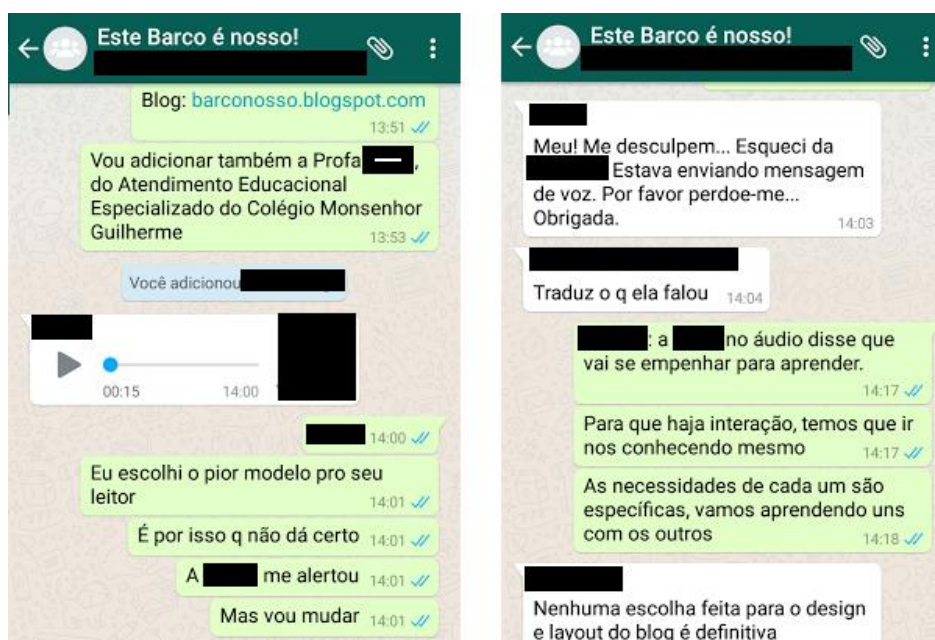 Este Barco é nosso!
Blog: barconosso.blogspot.com
13:51
Vou adicionar também a Profa ,
do Atendimento Educacional
Especializado do Colégio Monsenhor
Guilherme
13:53
Você adicionou
00:15 14:00
14:00
Eu escolhi o pior modelo pro seu
leitor
14:01
É por isso q não dá certo 14:01
A me alertou 14:01
Mas vou mudar 14:01
Este Barco é nosso!
Meu! Me desculpem... Esqueci da
Estava enviando mensagem
de voz. Por favor perdoe-me...
Obrigada.
14:03
Traduz o q ela falou 14:04
: a no áudio disse que
vai se empenhar para aprender.
14:17
Para que haja interação, temos que ir
nos conhecendo mesmo
14:17
As necessidades de cada um são
específicas, vamos aprendendo uns
com os outros
14:18
Nenhuma escolha feita para o design
e layout do blog é definitiva